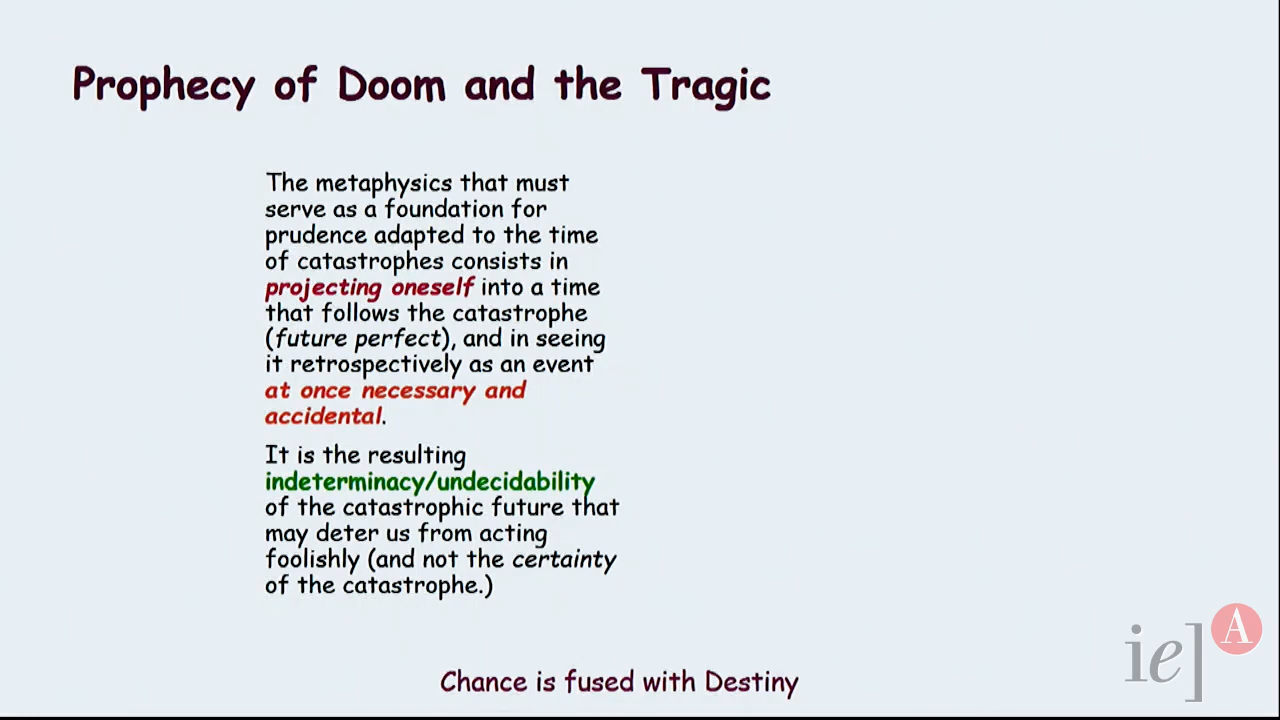 Prophecy of Doom and the Tragic
The metaphysics that must
serve as a foundation for
prudence adapted to the time
of catastrophes consists in
projecting oneself into a time
that follows the catastrophe
(future perfect), and in seeing
it retrospectively as an event
at once necessary and
accidental.
It is the resulting
indeterminacy/undecidability
of the catastrophic future that
may deter us from acting
foolishly (and not the certainty
of the catastrophe.)
Chance is fused with Destiny
ie] A